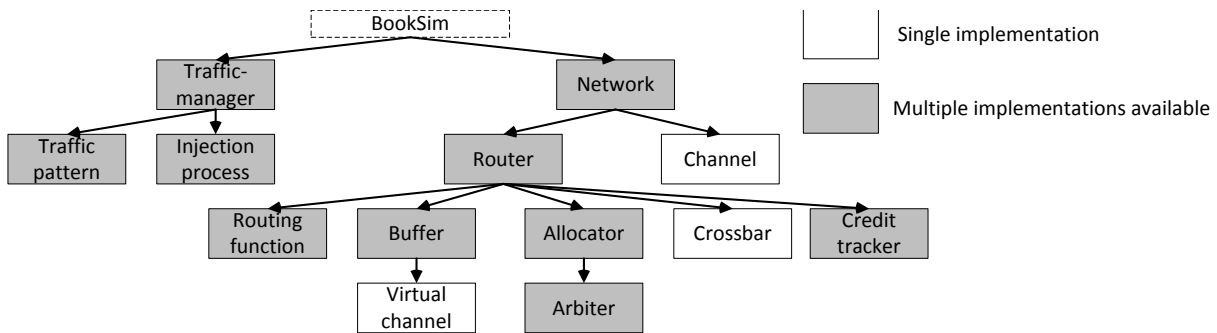 BookSim
Single implementation
Traffic-
manager
Network
Multiple implementations available
Traffic
pattern
Injection
process
Router
Channel
Routing
function
Buffer
Allocator
Crossbar
Credit
tracker
Virtual
channel
Arbiter